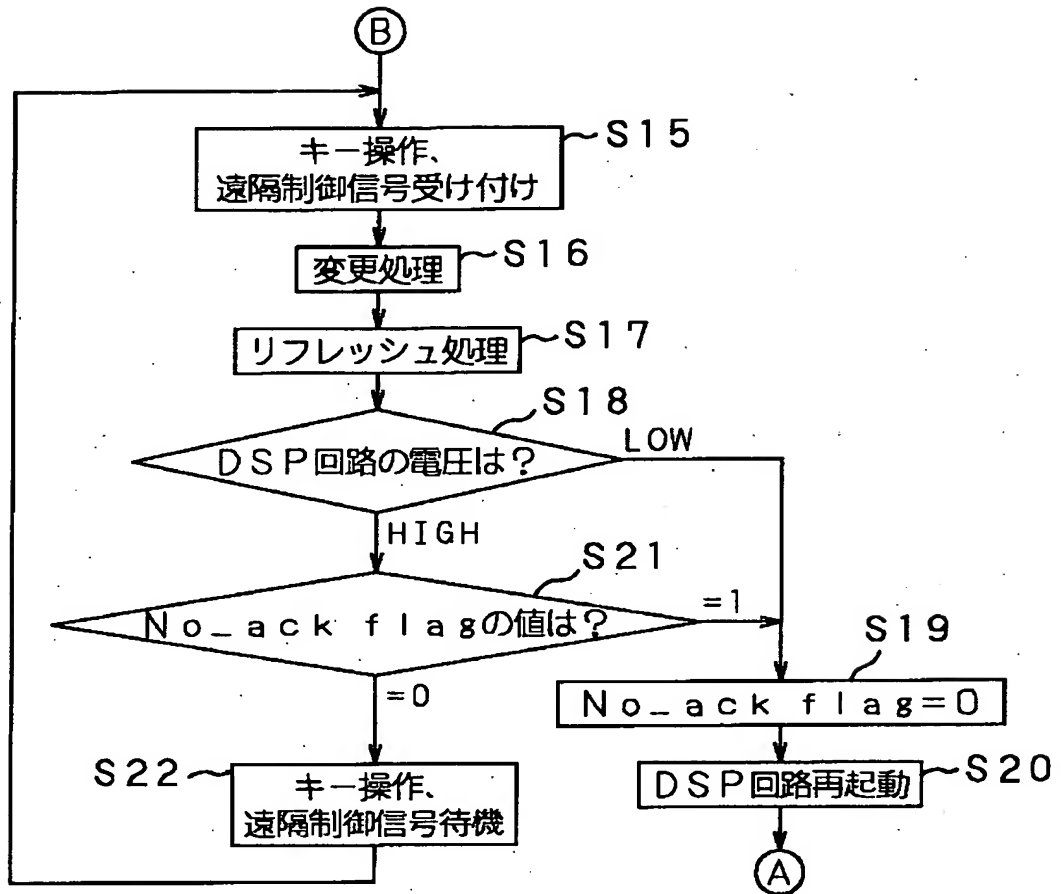 B
キー操作、
遠隔制御信号受け付け
S15
変更処理
S16
リフレッシュ処理
S17
S18
DSP回路の電圧は?
LOW
HIGH
S21
No_ack flagの値は?
=1
=0
S19
No_ack flag=0
S22
キー操作、
遠隔制御信号待機
DSP回路再起動
S20
A